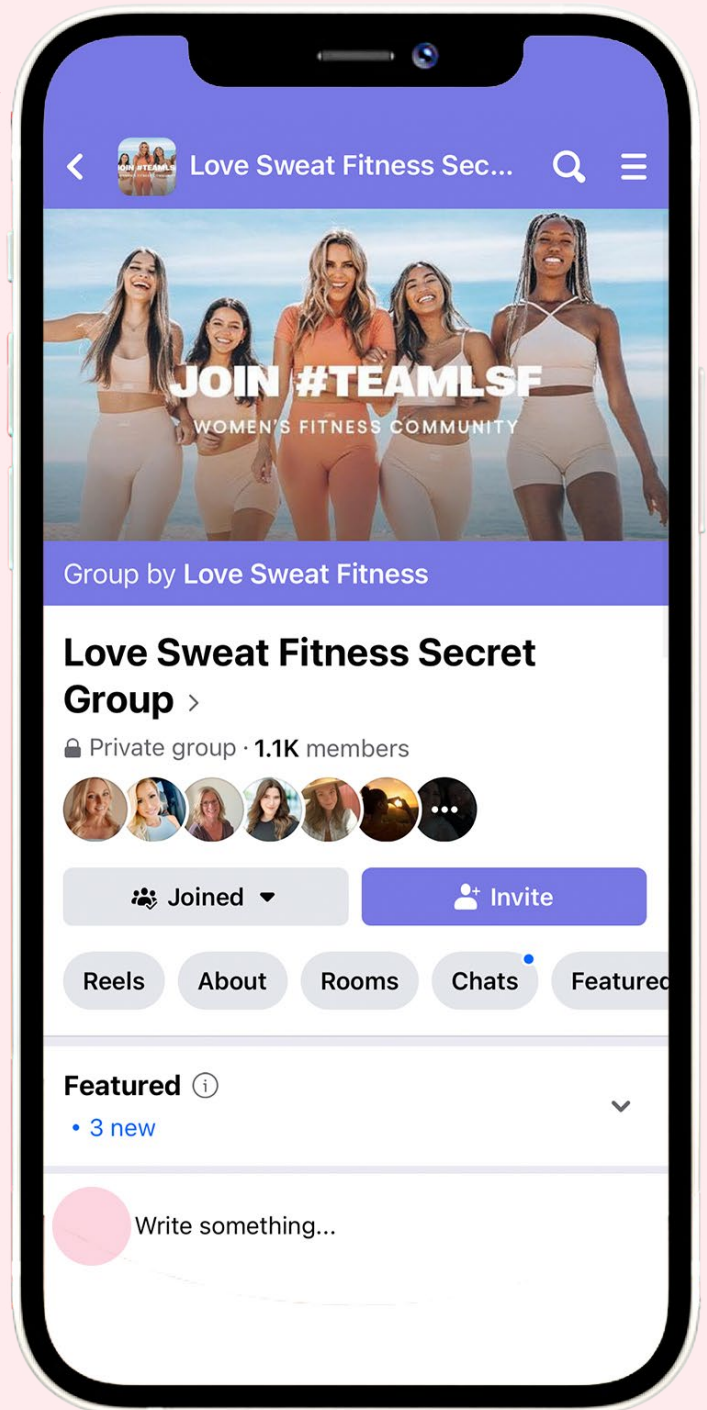 Love Sweat Fitness Sec...
JOIN #TEAMLSF
WOMEN'S FITNESS COMMUNITY
Group by Love Sweat Fitness
Love Sweat Fitness Secret
Group >
Private group · 1.1K members
Joined
Invite
Reels
About
Rooms
Chats
Featured
Featured
• 3 new
Write something...